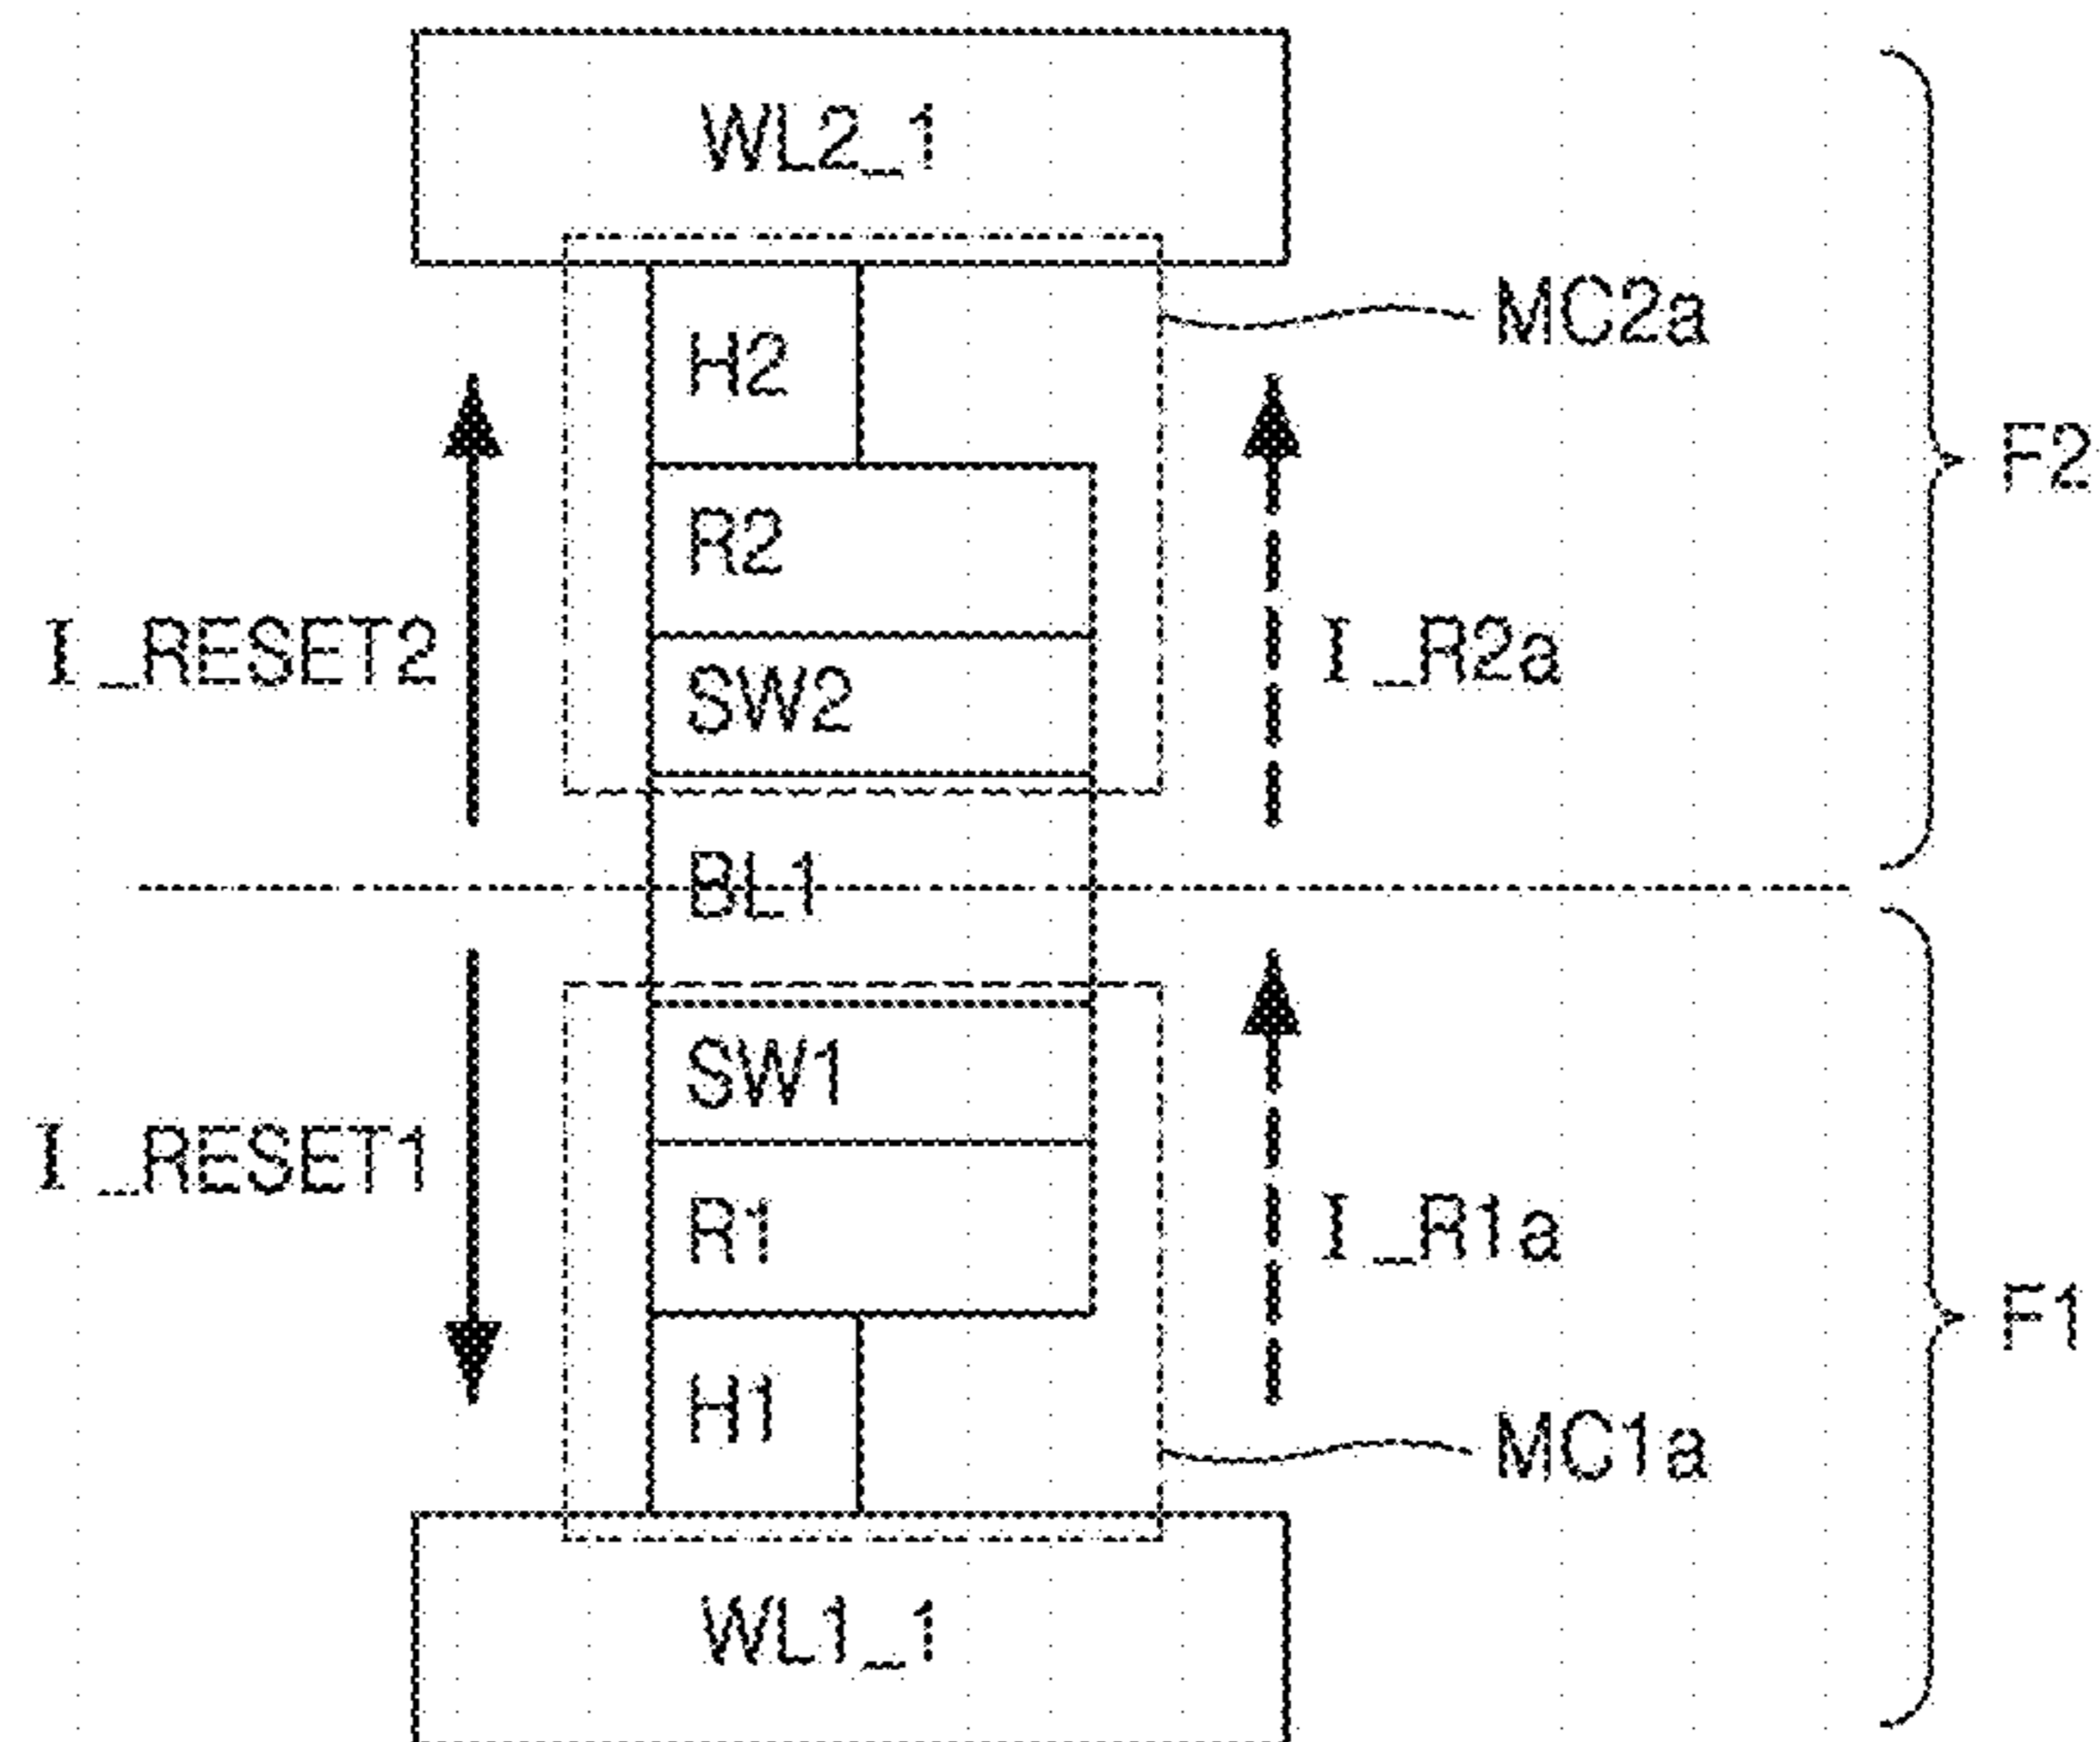 WL2_1
MC2a
H2
F2
R2
I_RESET2
I_R2a
SW2
BL1
SW1
I_RESET1
R1
I_R1a
F1
H1
MC1a
WL1_1